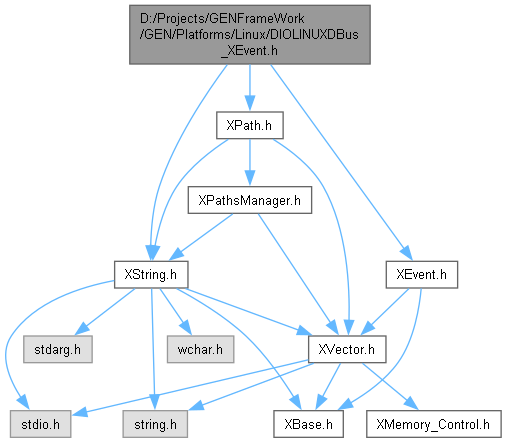 D:/Projects/GENFrameWork
/GEN/Platforms/Linux/DIOLINUXDBus
_XEvent.h
XPath.h
XPathsManager.h
XString.h
XEvent.h
stdarg.h
wchar.h
XVector.h
stdio.h
string.h
XBase.h
XMemory_Control.h